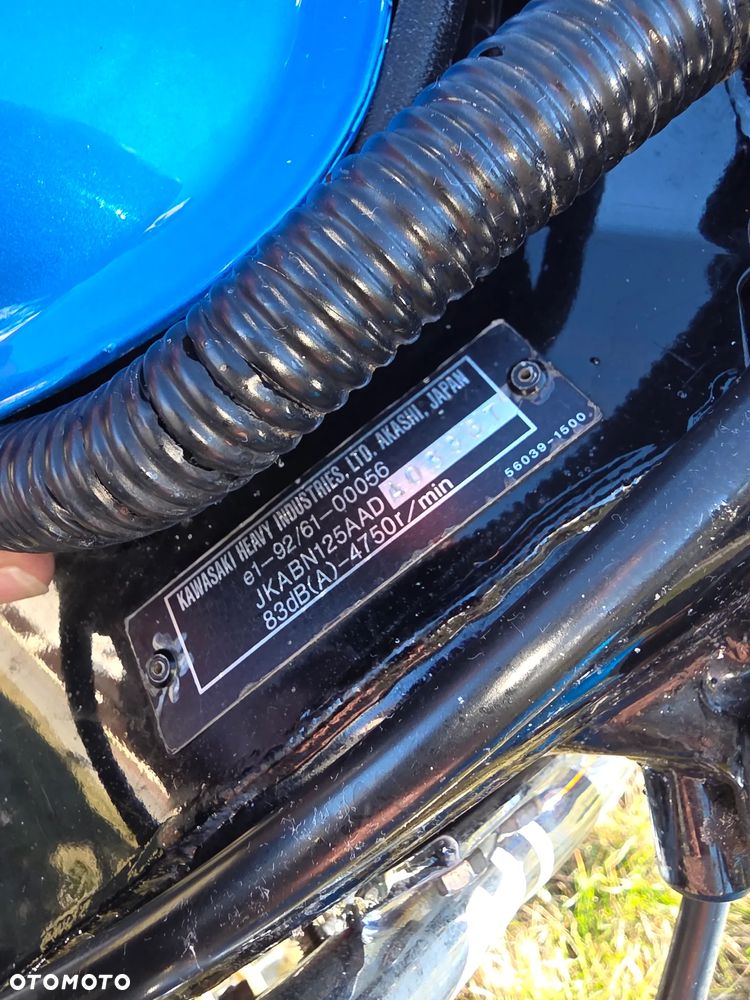 KAWASAKI HEAVY INDUSTRIES, LTD. AKASHI, JAPAN
e1-92/61-00056
JKABN125AAD
83dB(A)-4750r/min
56039-1500
OTOMOTO